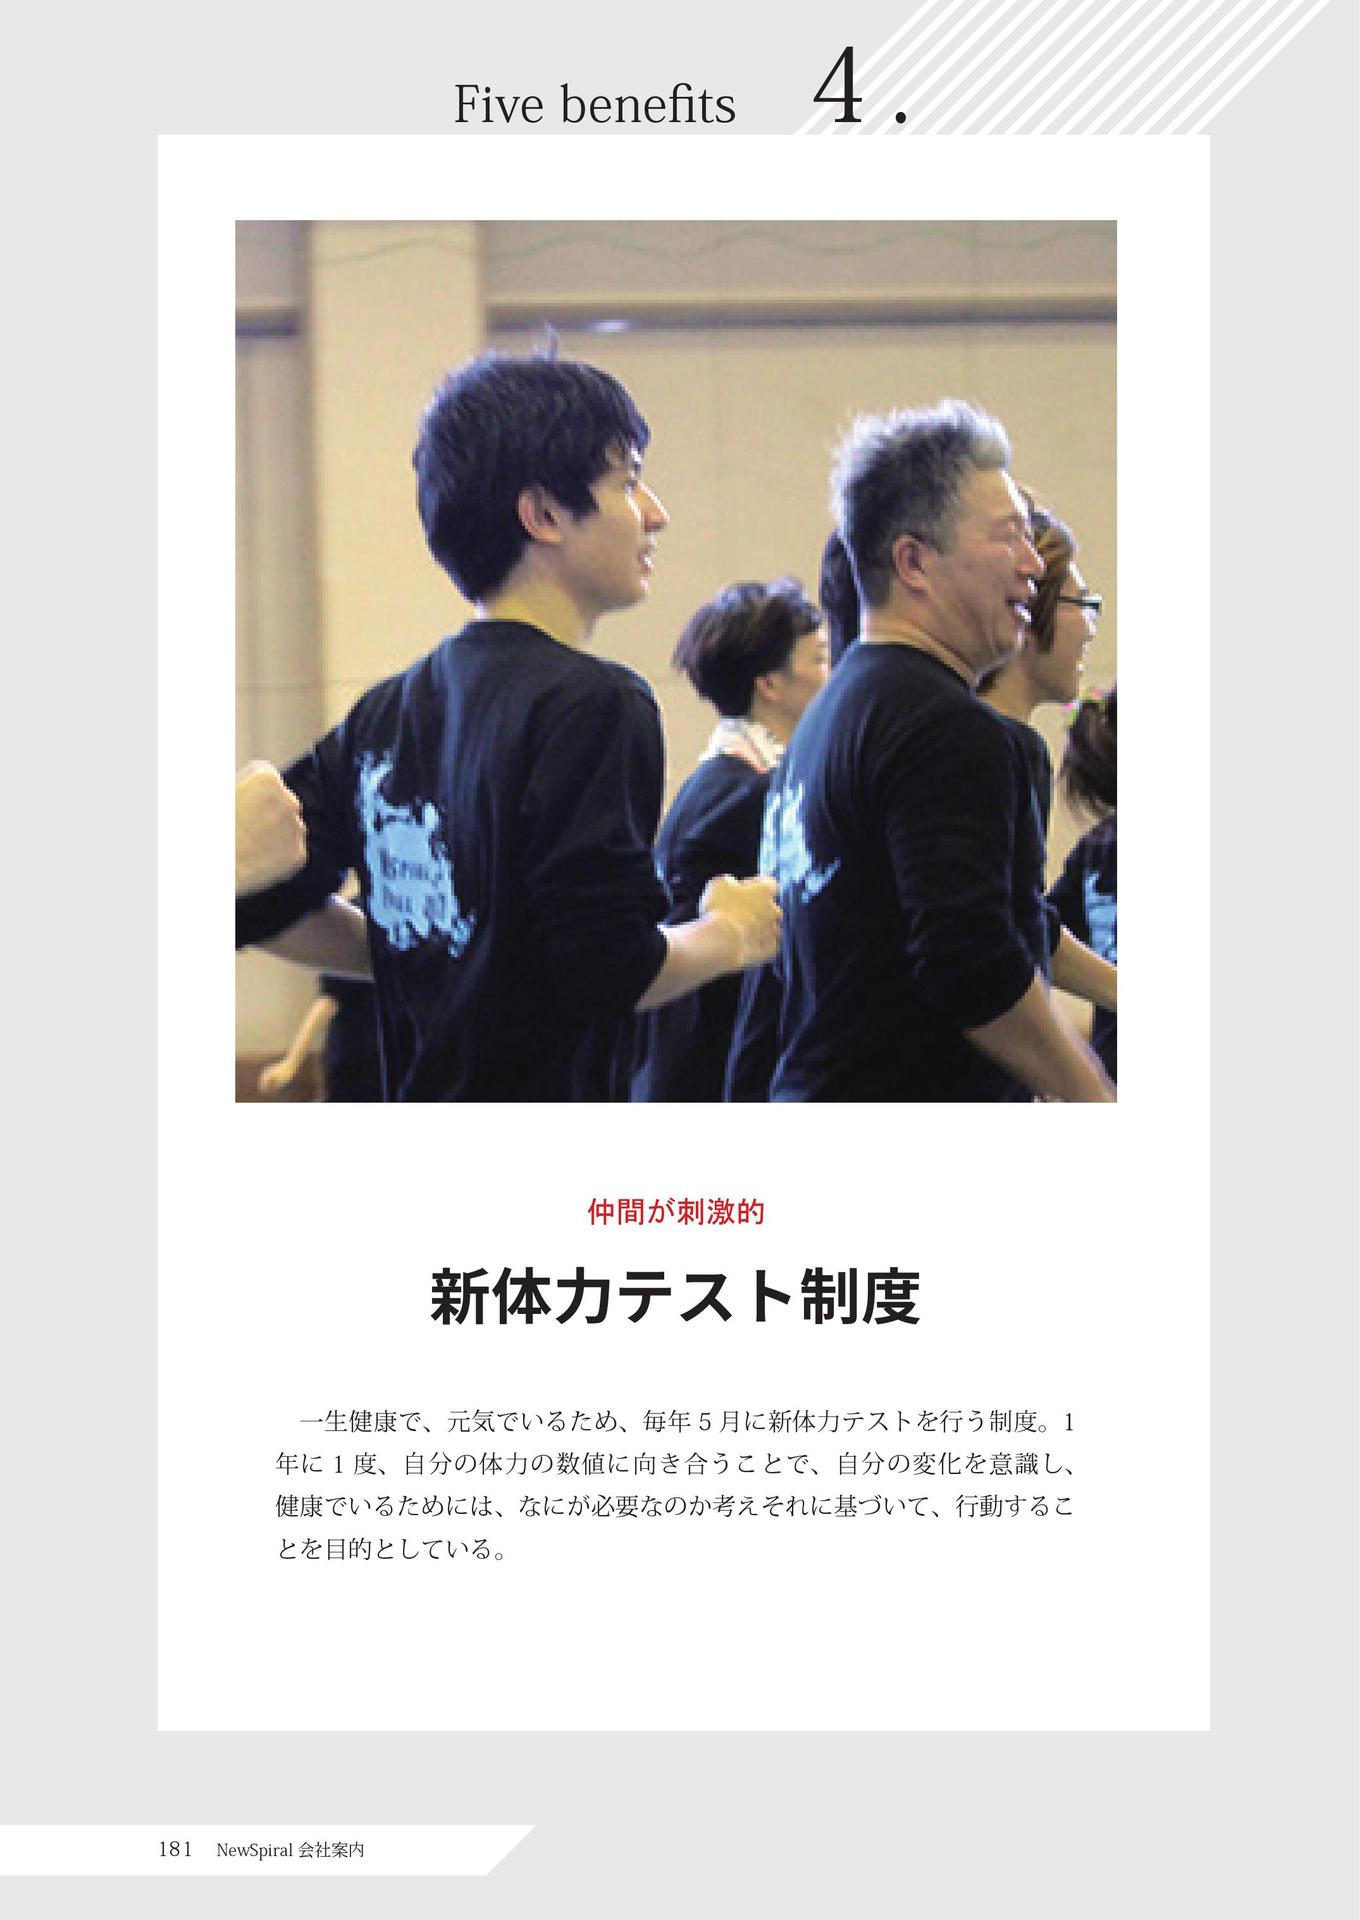 Five benefits 4 .
仲間が刺激的
新体力テスト制度
一生健康で、元気でいるため、毎年 5 月に新体力テストを行う制度。1
年に 1 度、自分の体力の数値に向き合うことで、自分の変化を意識し、
健康でいるためには、なにが必要なのか考えそれに基づいて、行動するこ
とを目的としている。
181 NewSpiral 会社案内